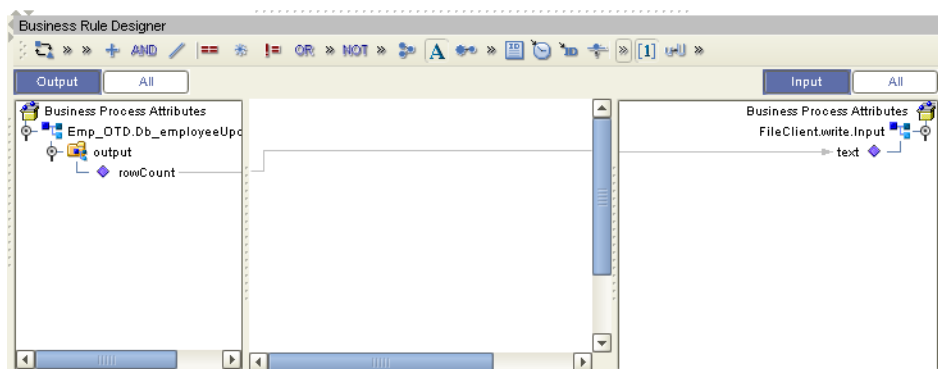 Business Rule Designer
» » AND == != OR » NOT » A » » [1] »
Output All Input All
Business Process Attributes Business Process Attributes
Emp_OTD.Db_employeeUpd FileClient.write.Input
output text
rowCount